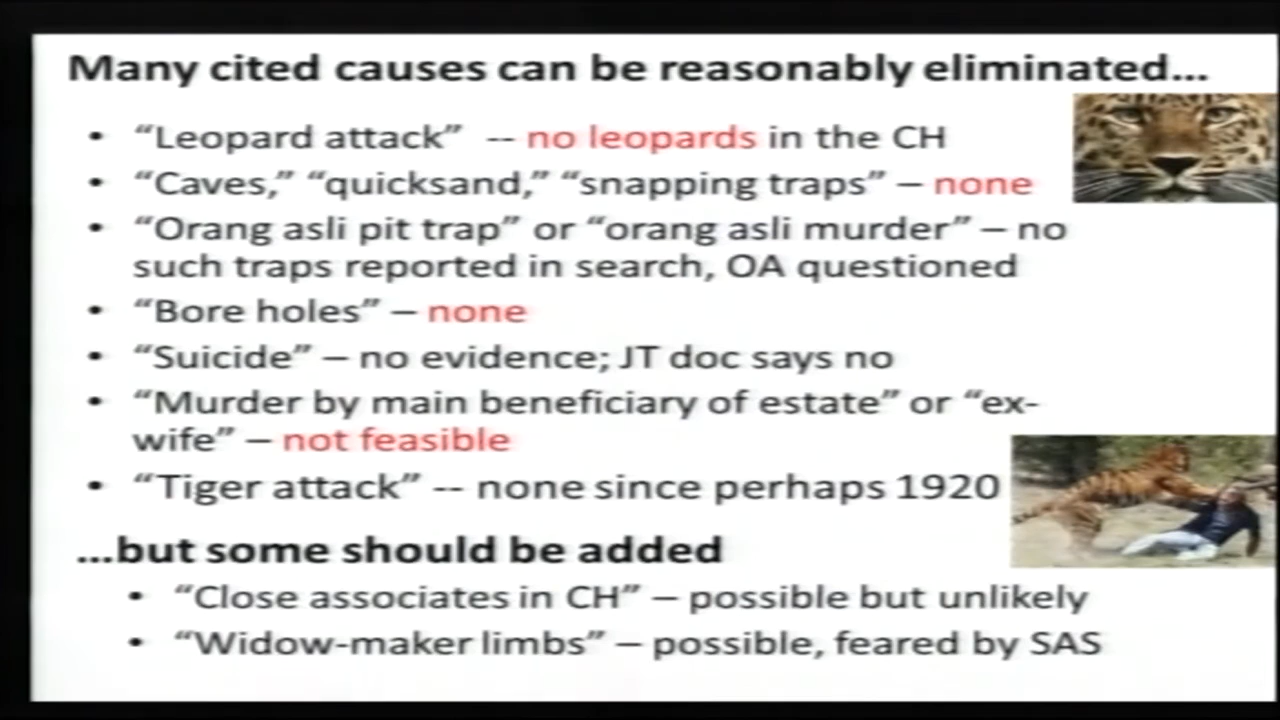 Many cited causes can be reasonably eliminated...
• “Leopard attack” -- no leopards in the CH
• “Caves,” “quicksand,” “snapping traps” – none
• “Orang asli pit trap” or “orang asli murder” – no
such traps reported in search, OA questioned
• “Bore holes” – none
• “Suicide” – no evidence; JT doc says no
• “Murder by main beneficiary of estate” or “ex-
wife” – not feasible
• “Tiger attack” -- none since perhaps 1920
...but some should be added
• “Close associates in CH” – possible but unlikely
• “Widow-maker limbs” – possible, feared by SAS